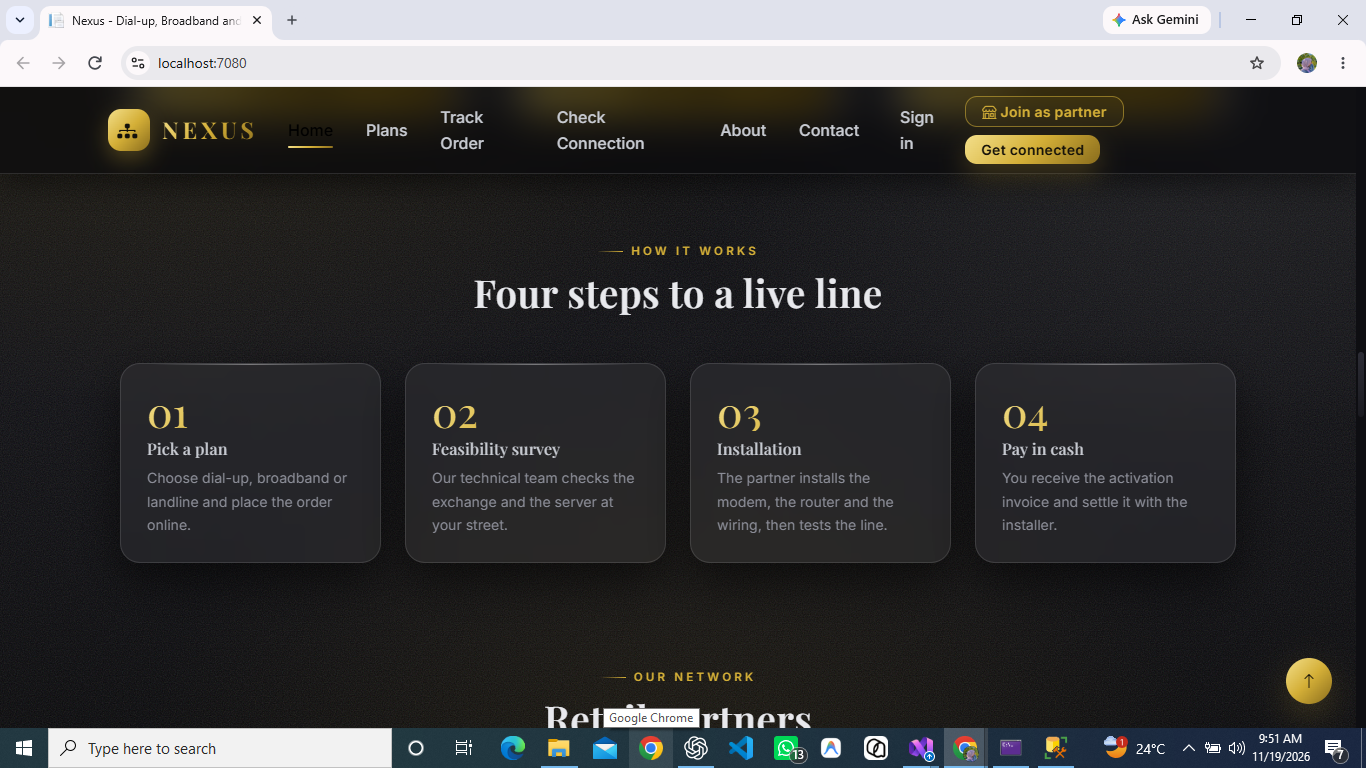 Nexus - Dial-up, Broadband and
Ask Gemini
localhost:7080
NEXUS
Home
Plans
Track
Order
Check
Connection
About
Contact
Sign
in
Join as partner
Get connected
HOW IT WORKS
Four steps to a live line
01
Pick a plan
Choose dial-up, broadband or
landline and place the order
online.
02
Feasibility survey
Our technical team checks the
exchange and the server at
your street.
03
Installation
The partner installs the
modem, the router and the
wiring, then tests the line.
04
Pay in cash
You receive the activation
invoice and settle it with the
installer.
OUR NETWORK
Retail partners
Google Chrome
Type here to search
13
1
24°C
9:51 AM
11/19/2026
7